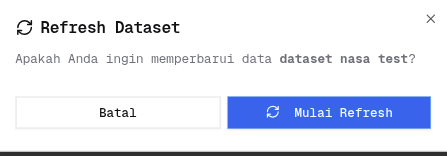 Refresh Dataset
Apakah Anda ingin memperbarui data dataset nasa test?
Batal
Mulai Refresh